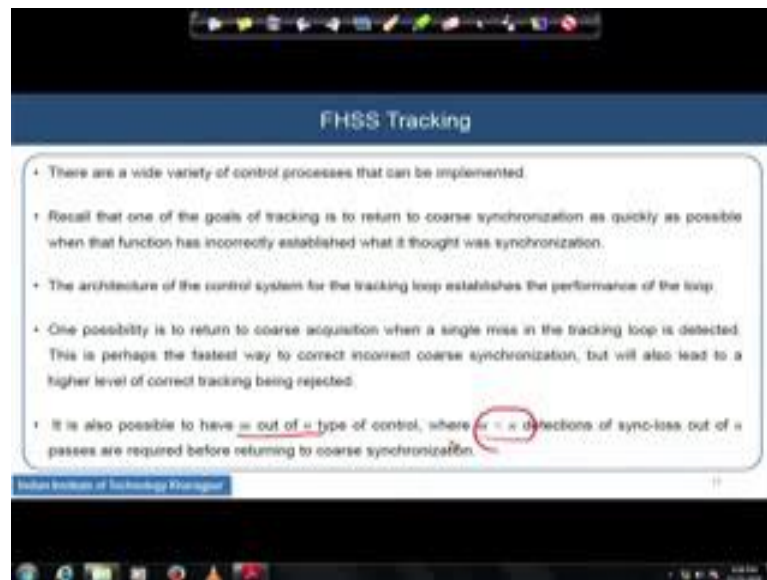 FHSS Tracking
• There are a wide variety of control processes that can be implemented.
• Recall that one of the goals of tracking is to return to coarse synchronization as quickly as possible
when that function has incorrectly established what it thought was synchronization.
• The architecture of the control system for the tracking loop establishes the performance of the loop.
• One possibility is to return to coarse acquisition when a single miss in the tracking loop is detected.
This is perhaps the fastest way to correct incorrect coarse synchronization, but will also lead to a
higher level of correct tracking being rejected.
• It is also possible to have m out of n type of control, where n detections of sync-loss out of n
passes are required before returning to coarse synchronization.
Indian Institute of Technology Kharagpur